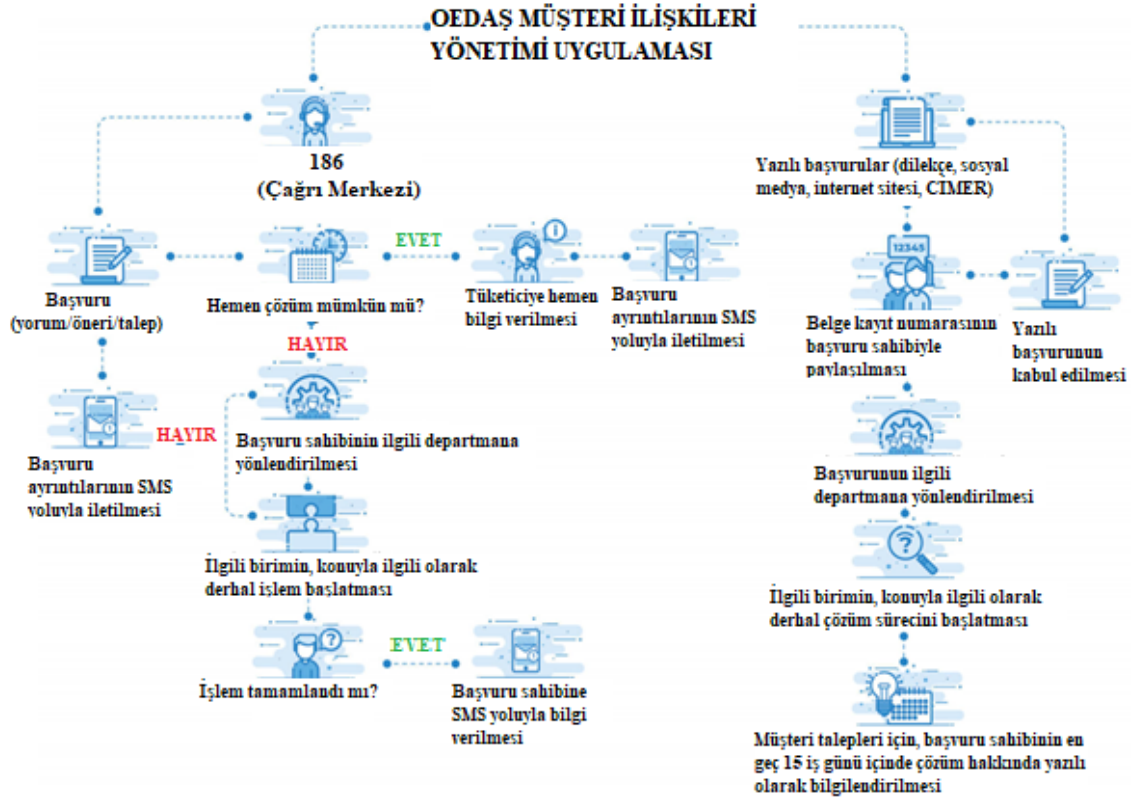 OEDAŞ MÜŞTERİ İLİŞKİLERİ
YÖNETİMİ UYGULAMASI
186
(Çağrı Merkezi)
Yazılı başvurular (dilekçe, sosyal
medya, internet sitesi, CIMER)
Başvuru
(yorum/öneri/talep)
Hemen çözüm mümkün mü?
EVET
Tüketiciye hemen
bilgi verilmesi
Başvuru
ayrıntılarının SMS
yoluyla iletilmesi
12345
Belge kayıt numarasının
başvuru sahibiyle
paylaşılması
Yazılı
başvurunun
kabul edilmesi
HAYIR
Başvuru
ayrıntılarının SMS
yoluyla iletilmesi
HAYIR
Başvuru sahibinin ilgili departmana
yönlendirilmesi
Başvurunun ilgili
departmana yönlendirilmesi
İlgili birimin, konuyla ilgili olarak
derhal işlem başlatması
İlgili birimin, konuyla ilgili olarak
derhal çözüm sürecini başlatması
İşlem tamamlandı mı?
EVET
Başvuru sahibine
SMS yoluyla bilgi
verilmesi
Müşteri talepleri için, başvuru sahibinin en
geç 15 iş günü içinde çözüm hakkında yazılı
olarak bilgilendirilmesi